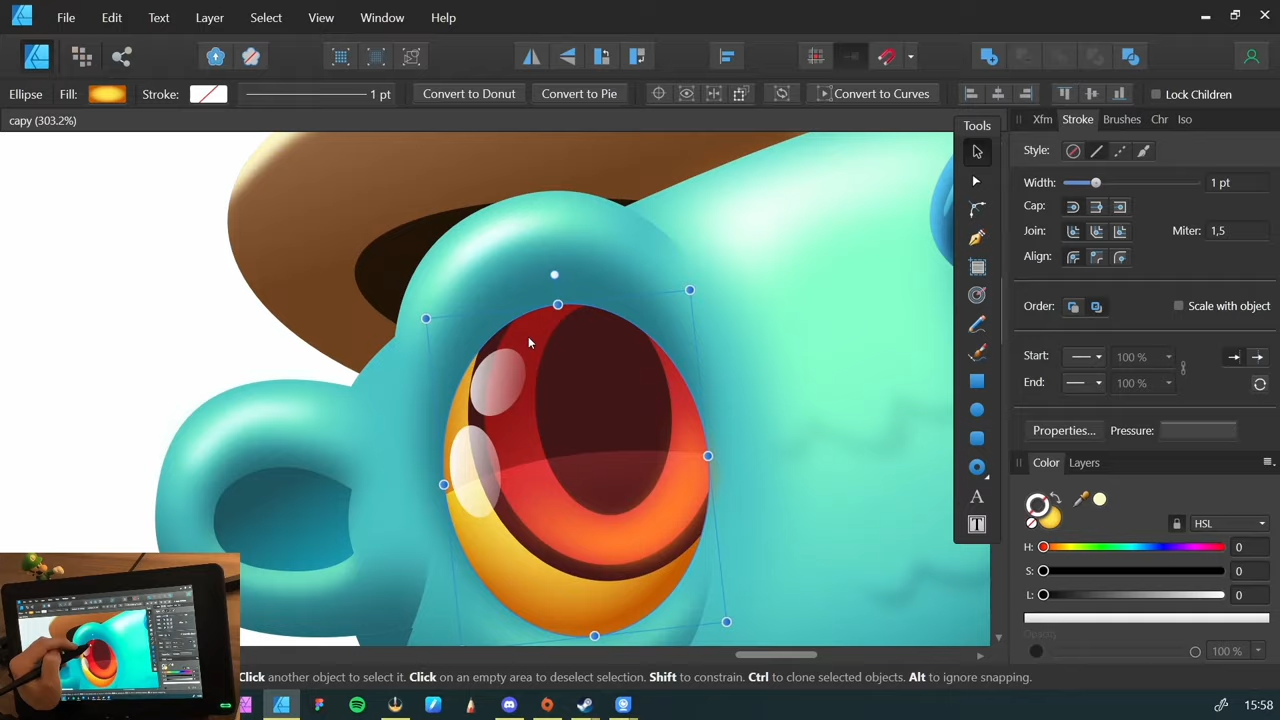 File Edit Text Layer Select View Window Help
Ellipse Fill: Stroke: 1 pt Convert to Donut Convert to Pie Convert to Curves Lock Children
capy (303.2%)
Tools
Xfm Stroke Brushes Chr Iso
Style:
Width: 1 pt
Cap:
Join: Miter: 1,5
Align:
Order: Scale with object
Start: 100 %
End: 100 %
Properties... Pressure:
Color Layers
HSL
H: 0
S: 0
L: 0
Opacity
100 %
A
T
Click another object to select it. Click on an empty area to deselect selection. Shift to constrain. Ctrl to clone selected objects. Alt to ignore snapping.
15:58